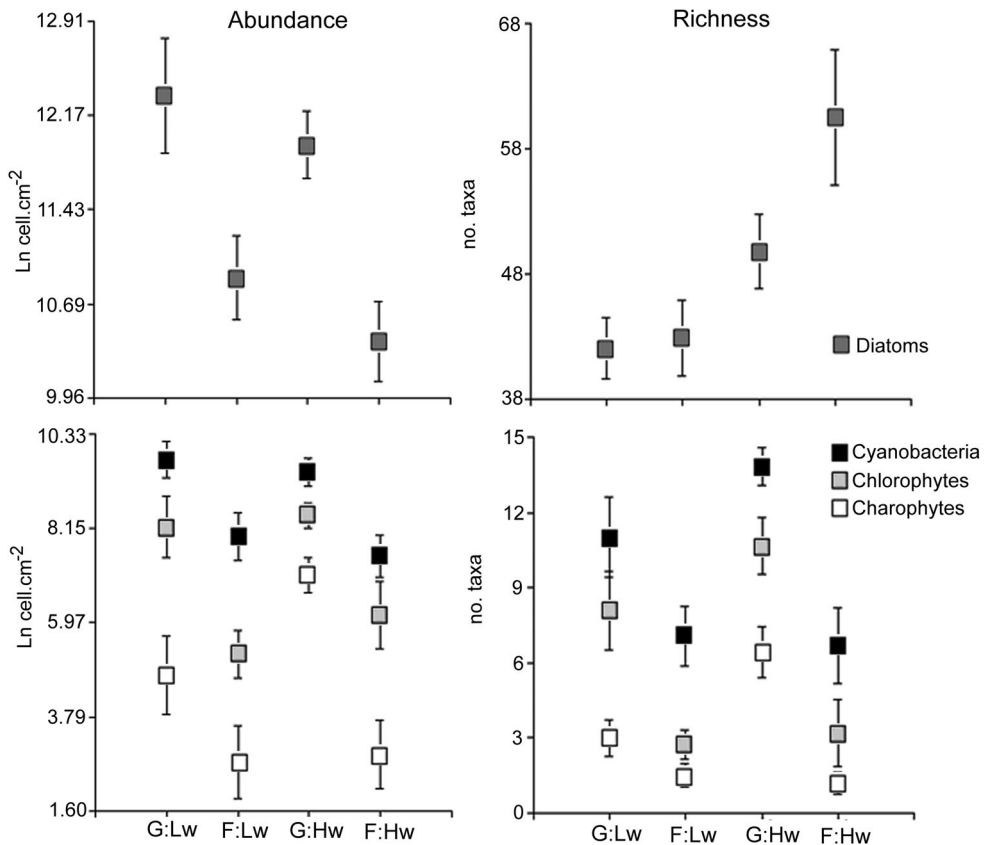 Abundance
Richness
12.91
12.17
11.43
10.69
9.96
Ln cell.cm-2
68
58
48
38
no. taxa
Diatoms
10.33
8.15
5.97
3.79
1.60
Ln cell.cm-2
G:Lw F:Lw G:Hw F:Hw
15
12
9
6
3
0
no. taxa
Cyanobacteria
Chlorophytes
Charophytes
G:Lw F:Lw G:Hw F:Hw